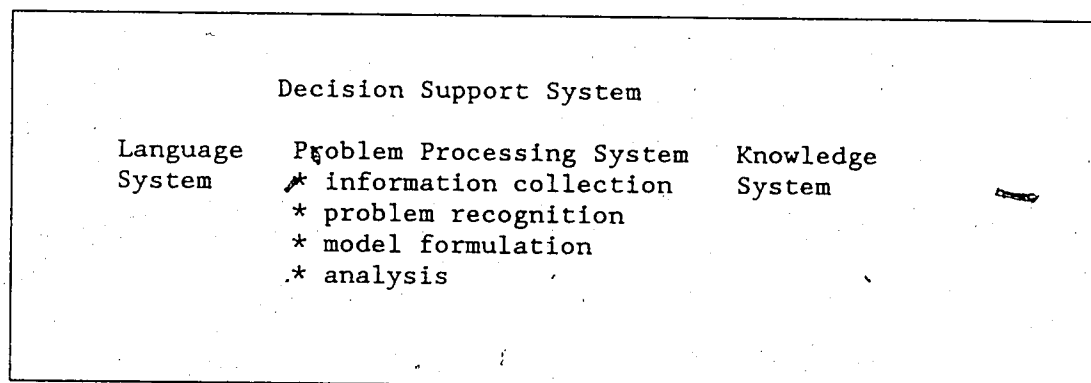 Decision Support System
Language Problem Processing System Knowledge
System * information collection System
* problem recognition
* model formulation
* analysis